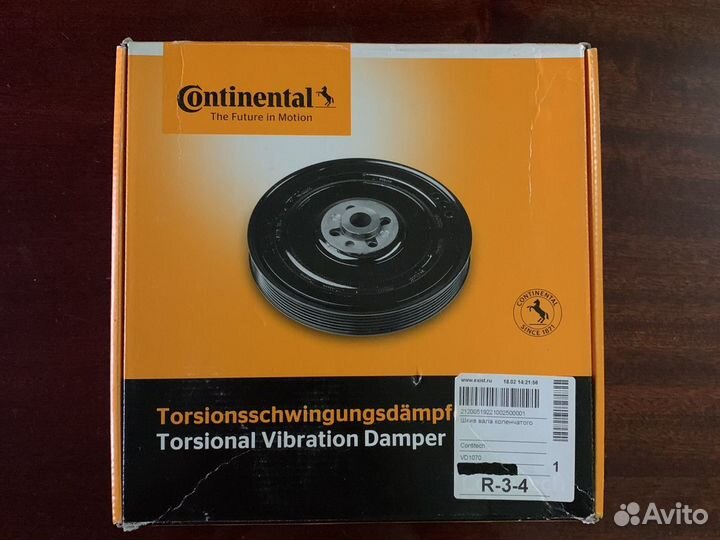 Continental
The Future in Motion
CONTINENTAL
SINCE 1871
Torsionsschwingungsdämpf
Torsional Vibration Damper
www.exist.ru 18.02 14:21:56
21200519221002500001
Шкив вала коленчатого
Contitech
VD1070
1
R-3-4
Avito